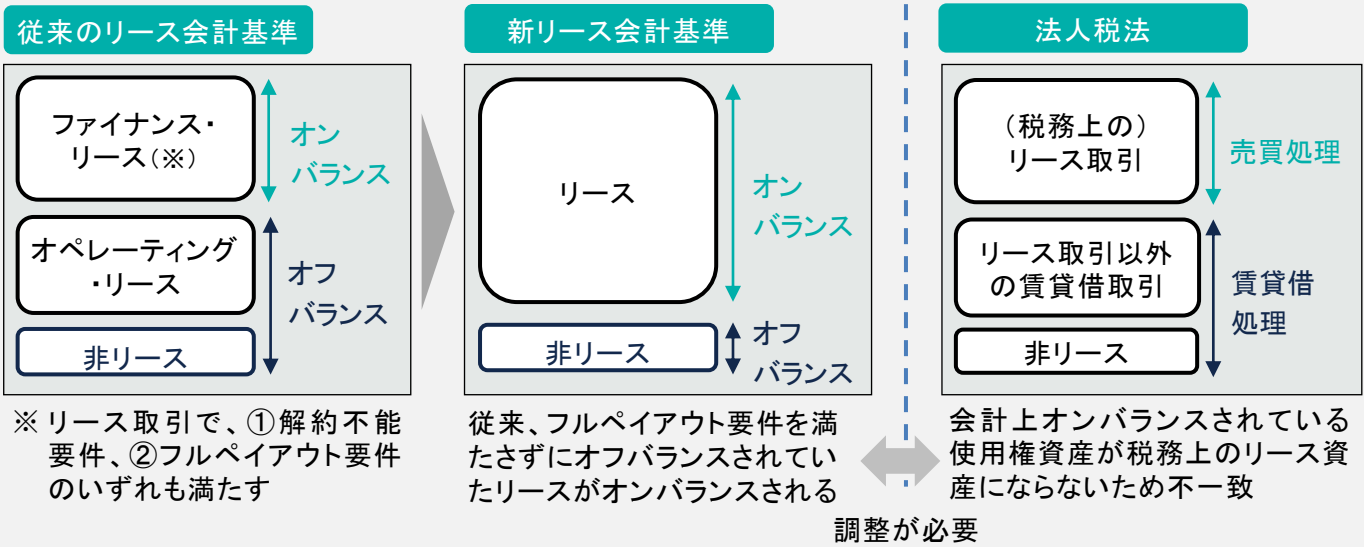 従来のリース会計基準
ファイナンス・
リース(※)
オン
バランス
オペレーティング
・リース
オフ
バランス
非リース
※ リース取引で、①解約不能
要件、②フルペイアウト要件
のいずれも満たす
新リース会計基準
リース
オン
バランス
非リース
オフ
バランス
従来、フルペイアウト要件を満
たさずにオフバランスされてい
たリースがオンバランスされる
法人税法
(税務上の)
リース取引
売買処理
リース取引以外
の賃貸借取引
賃貸借
処理
非リース
会計上オンバランスされている
使用権資産が税務上のリース資
産にならないため不一致
調整が必要